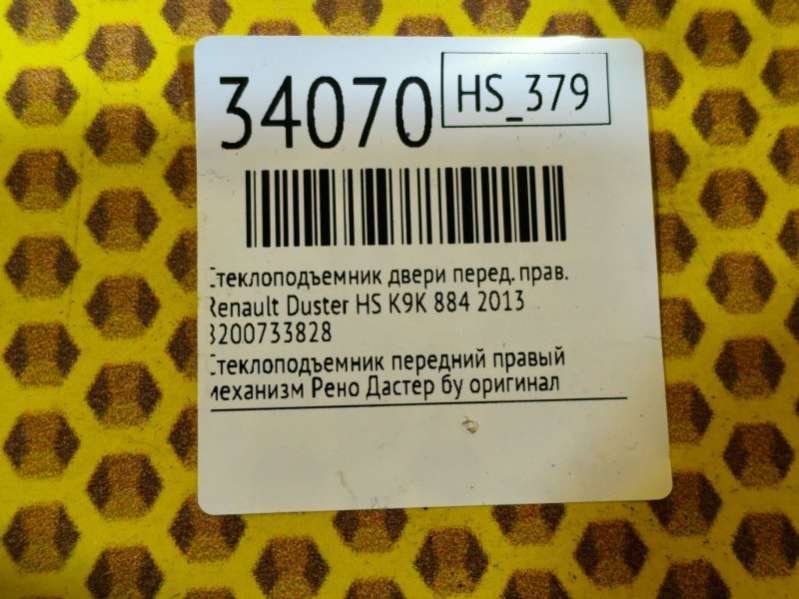 34070
HS_379
Стеклоподъемник двери перед. прав.
Renault Duster HS K9K 884 2013
8200733828
Стеклоподъемник передний правый
механизм Рено Дастер бу оригинал